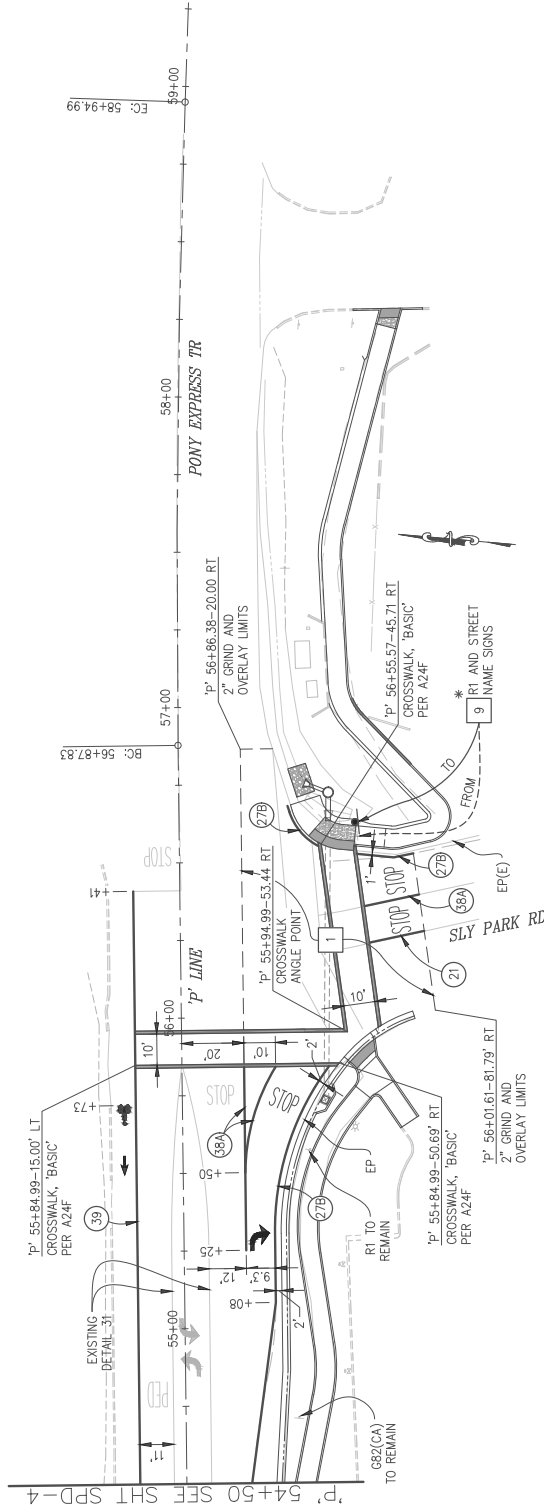 'P' 54+50 SEE SHT SPD-4
11'
EXISTING
DETAIL 31
PED
55+00
39
'P' 55+84.99-15.00' LT
CROSSWALK, 'BASIC'
PER A24F
+08
+25
+50
+73
12'
9.3'
2'
38A
STOP
STOP
20'
10'
10'
2'
27B
EP
R1 TO
REMAIN
G82(CA)
TO REMAIN
'P' 55+84.99-50.69' RT
CROSSWALK, 'BASIC'
PER A24F
56+00
'P' LINE
+41
STOP
'P' 55+94.99-53.44 RT
CROSSWALK
ANGLE POINT
1
10'
'P' 56+01.61-81.79' RT
2" GRIND AND
OVERLAY LIMITS
21
38A
STOP
STOP
SLY PARK RD
1'
27B
27B
EP(E)
BC: 56+87.83
57+00
'P' 56+86.38-20.00 RT
2" GRIND AND
OVERLAY LIMITS
'P' 56+55.57-45.71 RT
CROSSWALK, 'BASIC'
PER A24F
TO
FROM
9
*
R1 AND STREET
NAME SIGNS
58+00
PONY EXPRESS TR
EC: 58+94.99
59+00